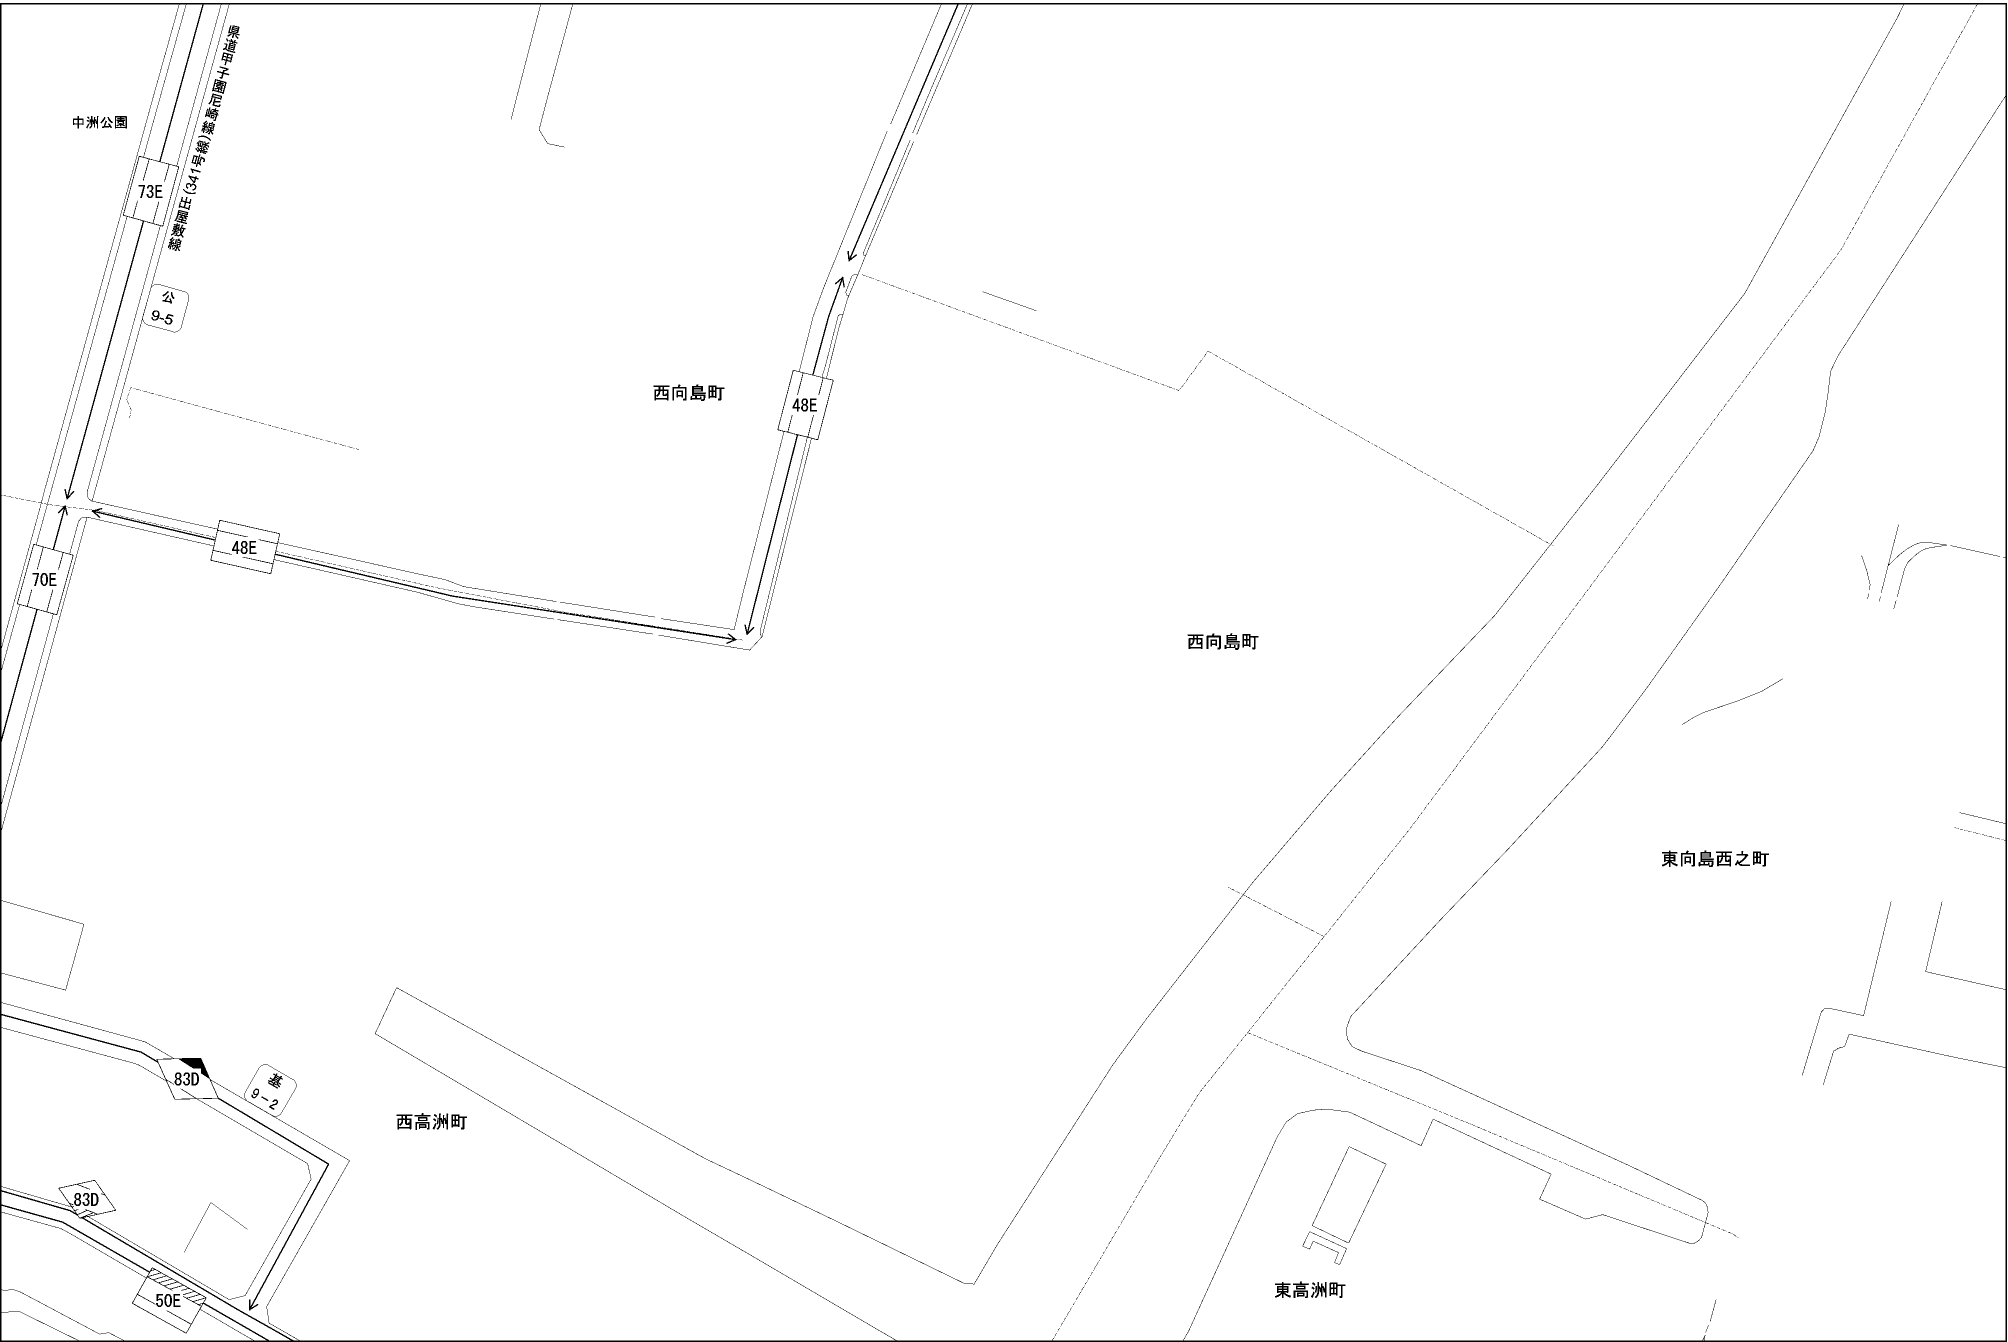 県道甲子園尼崎線
(341号線)庄屋敷線
中洲公園
73E
公
9-5
西向島町
48E
48E
70E
西向島町
東向島西之町
83D
基
9-2
西高洲町
83D
50E
東高洲町